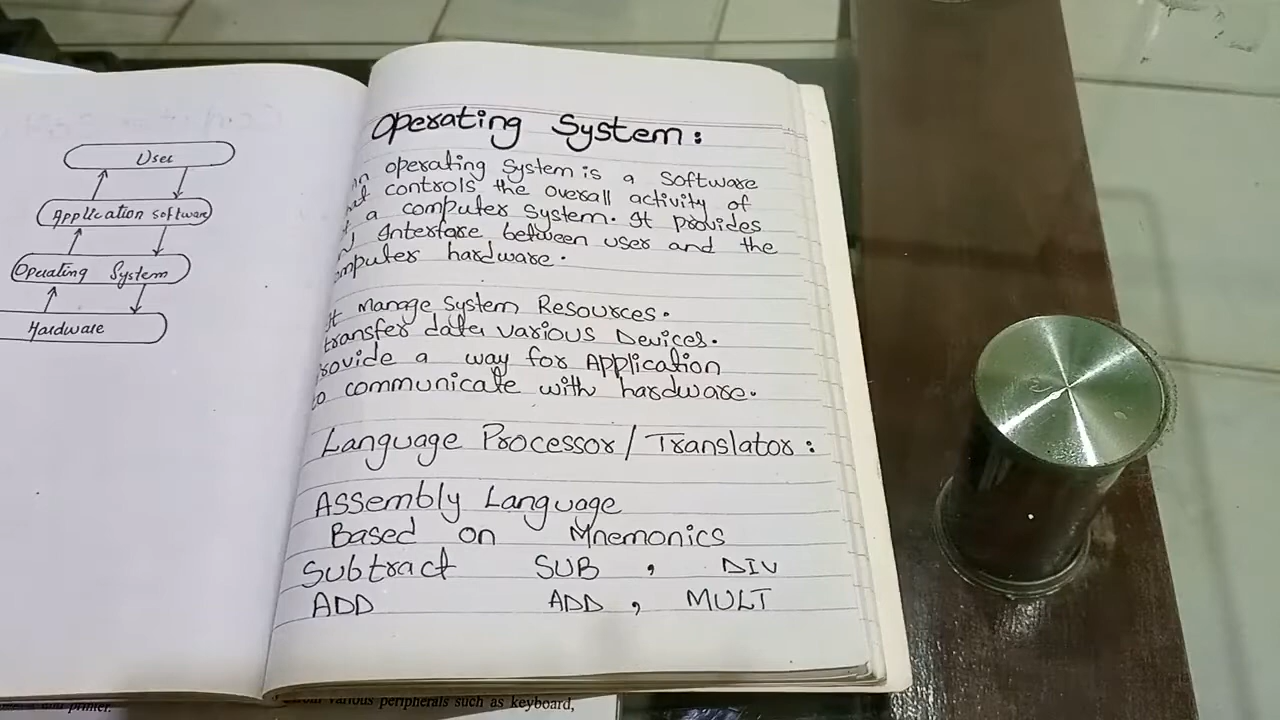 User
Application software
Operating System
Hardware
Operating System:
operating System is a Software
controls the overall activity of
a computer System. It provides
Interface between user and the
computer hardware.
It Manage System Resources.
transfer data various Devices.
Provide a way for Application
to communicate with hardware.
Language Processor/Translator:
Assembly Language
Based on Mnemonics
Subtract SUB , DIV
ADD ADD , MULT
printer.
various peripherals such as keyboard,